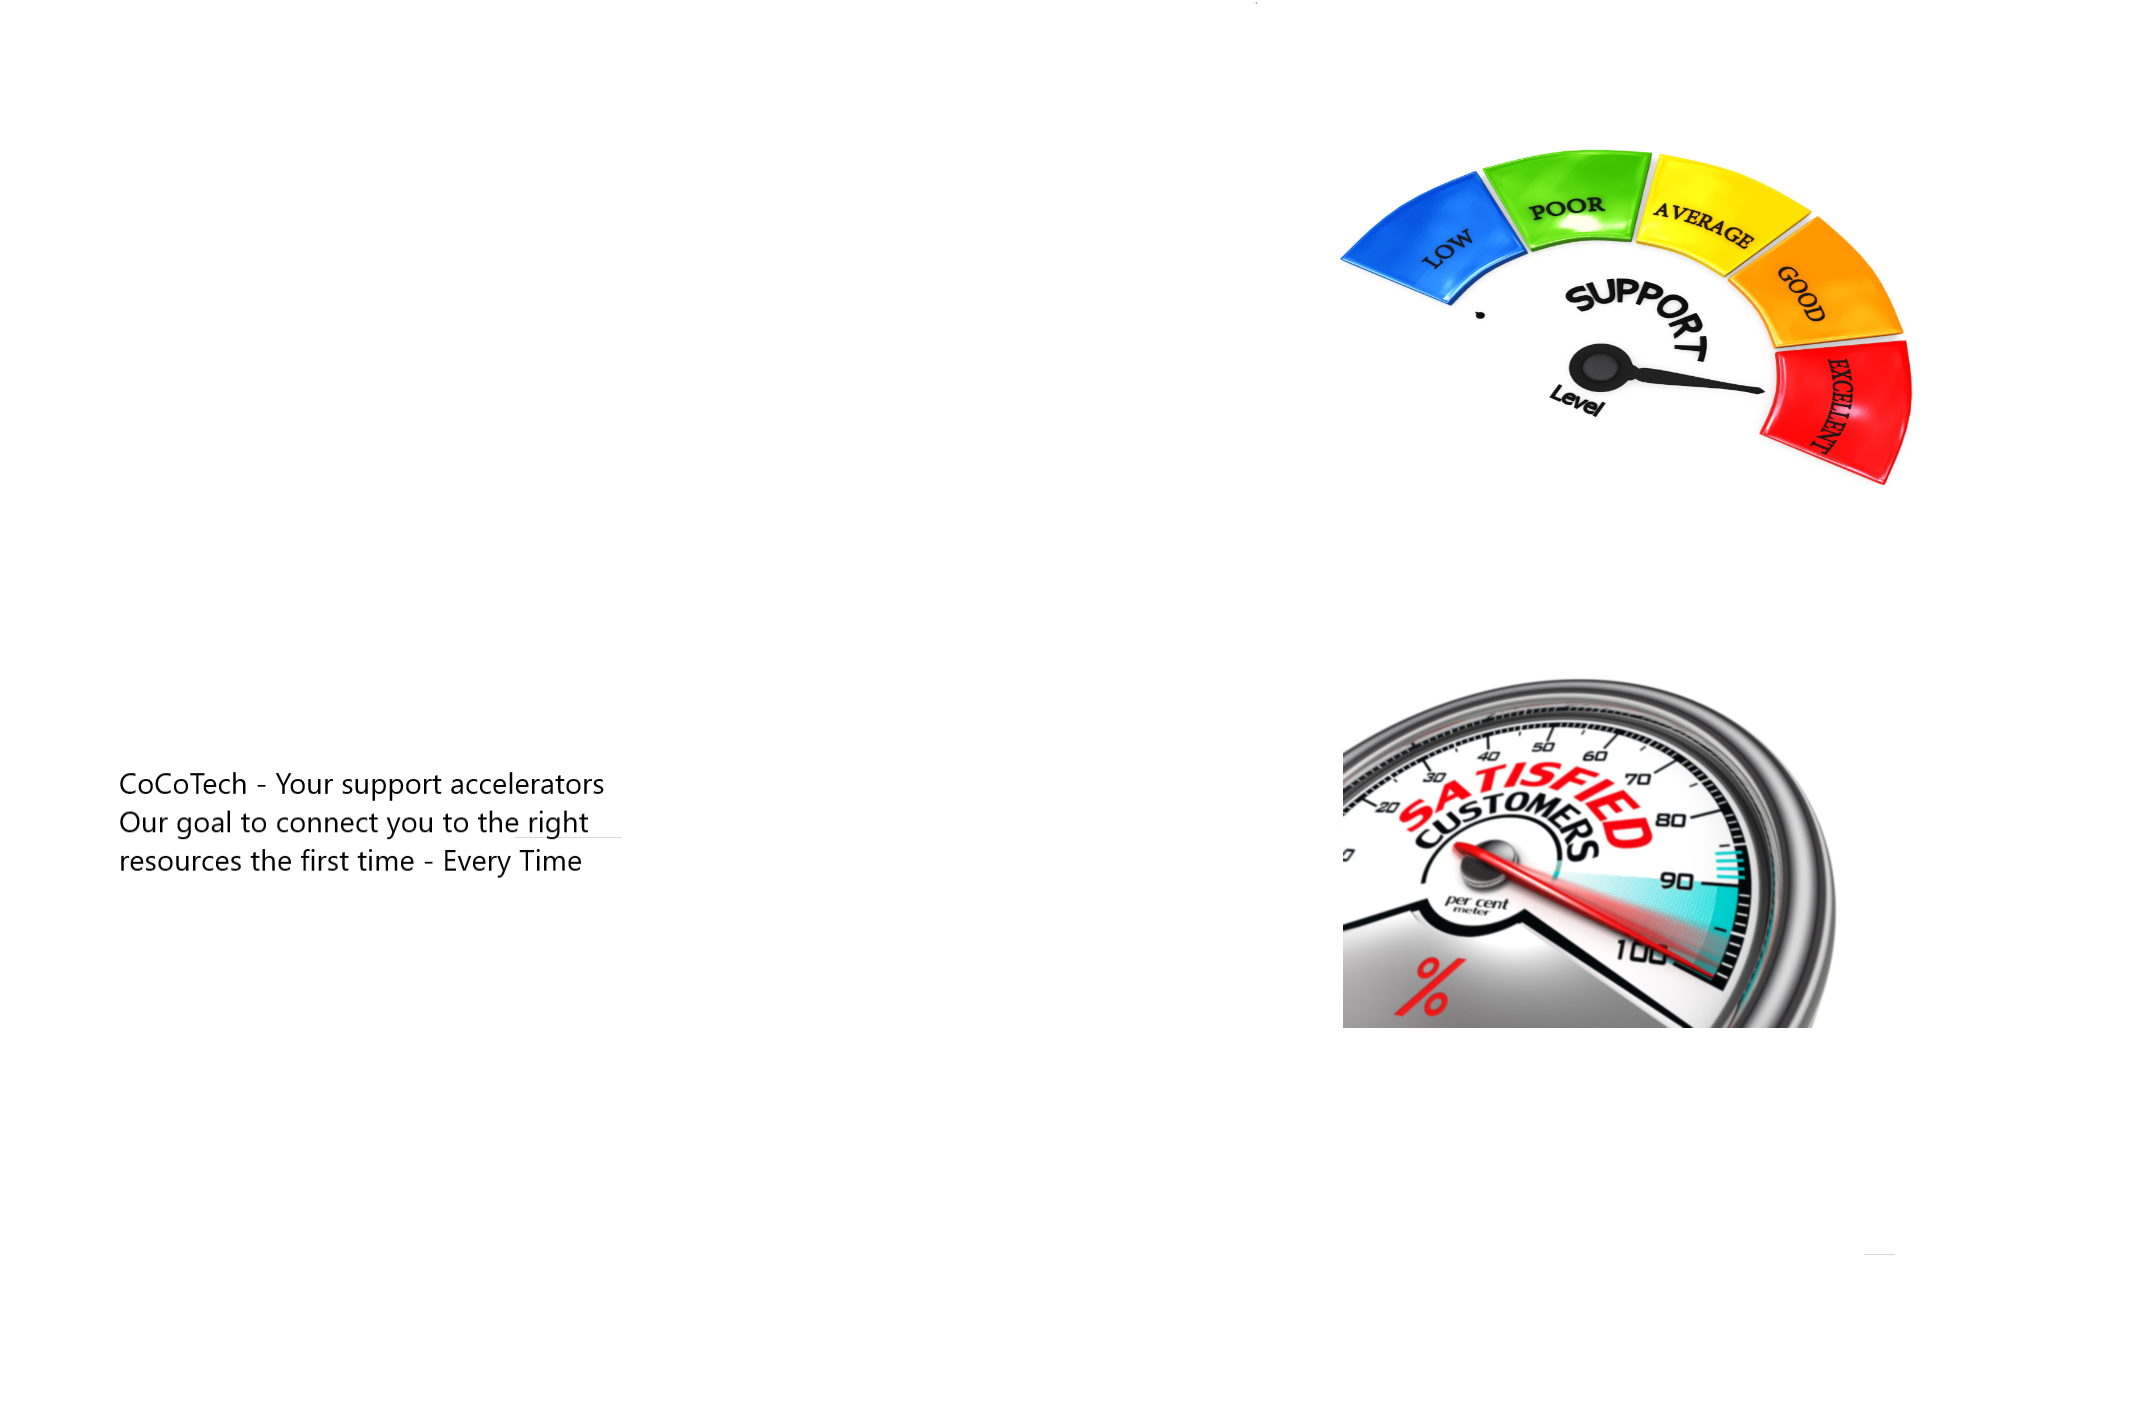 LOW
POOR
AVERAGE
GOOD
EXCELLENT
SUPPORT
Level
CoCoTech - Your support accelerators
Our goal to connect you to the right
resources the first time - Every Time
20
30
40
50
60
70
80
90
100
SATISFIED
CUSTOMERS
per cent
meter
%